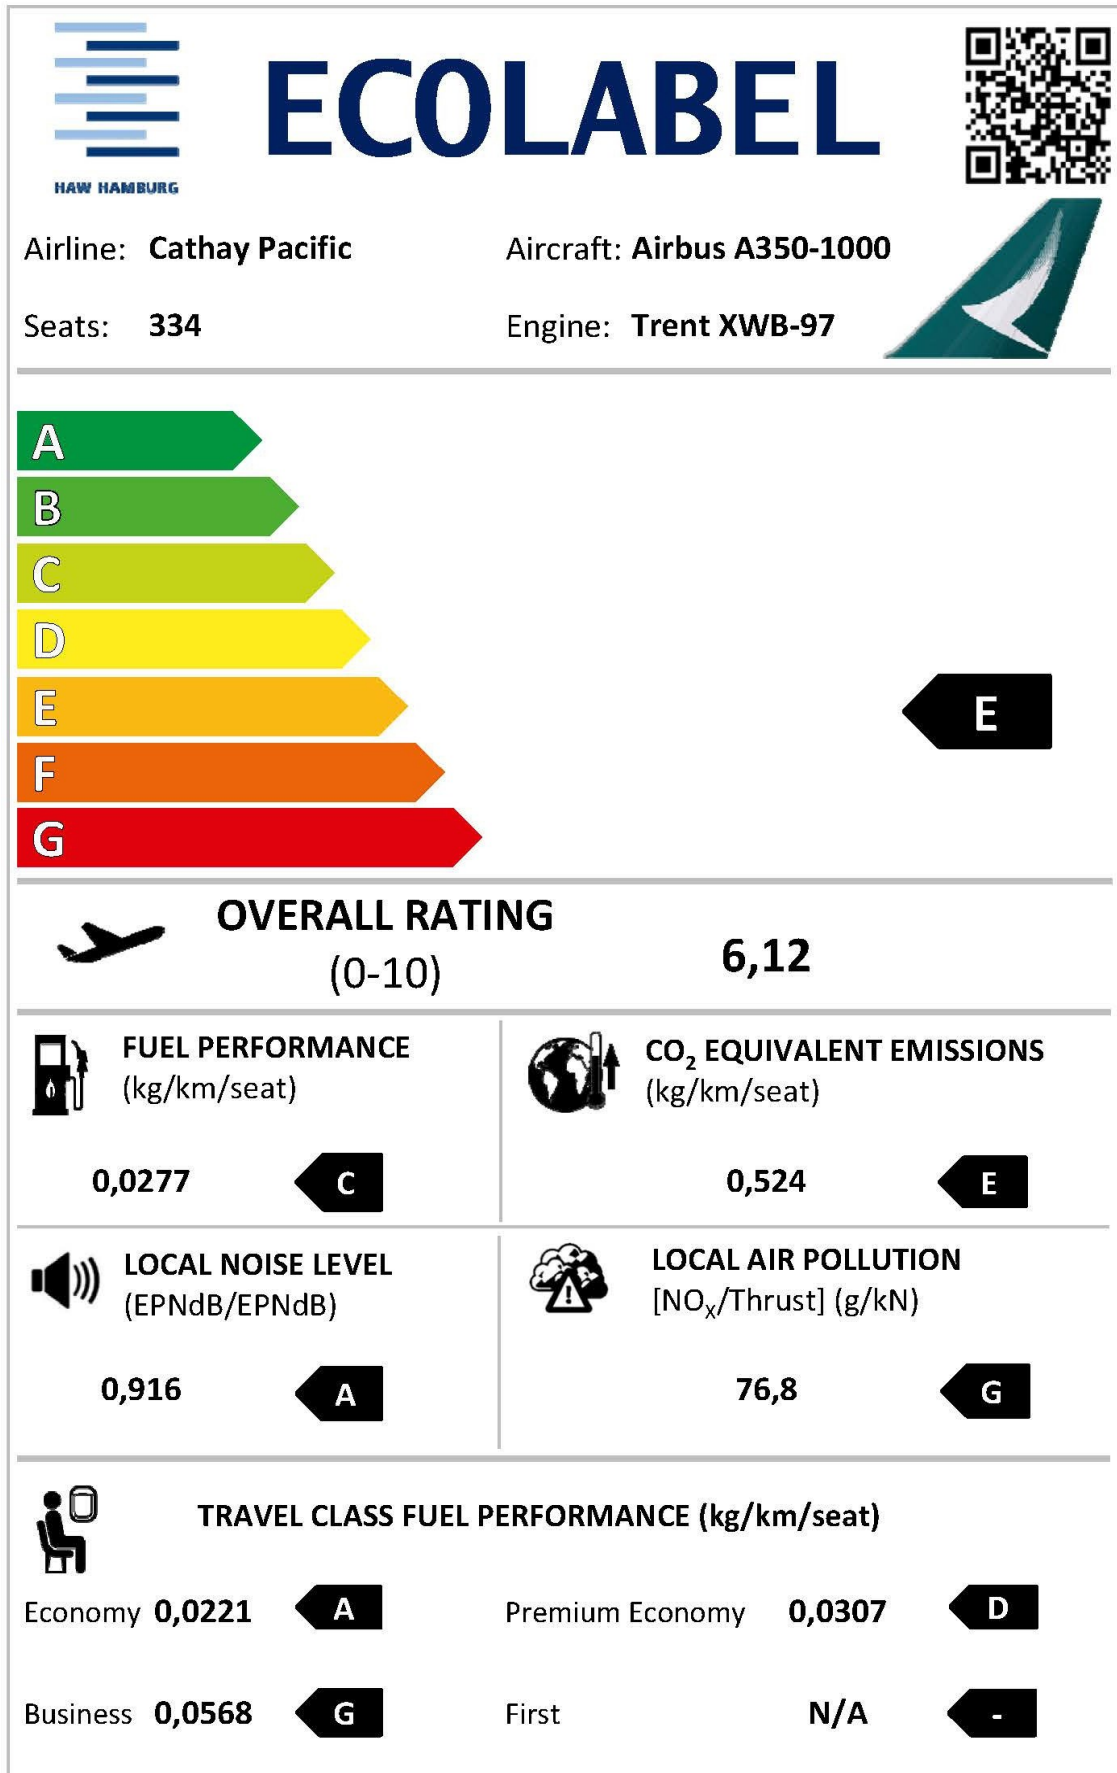 HAW HAMBURG
ECOLABEL
Airline: Cathay Pacific
Aircraft: Airbus A350-1000
Seats: 334
Engine: Trent XWB-97
A
B
C
D
E
F
G
E
OVERALL RATING
(0-10)
6,12
FUEL PERFORMANCE
(kg/km/seat)
0,0277 C
CO₂ EQUIVALENT EMISSIONS
(kg/km/seat)
0,524 E
LOCAL NOISE LEVEL
(EPNdB/EPNdB)
0,916 A
LOCAL AIR POLLUTION
[NOₓ/Thrust] (g/kN)
76,8 G
TRAVEL CLASS FUEL PERFORMANCE (kg/km/seat)
Economy 0,0221 A
Premium Economy 0,0307 D
Business 0,0568 G
First N/A -